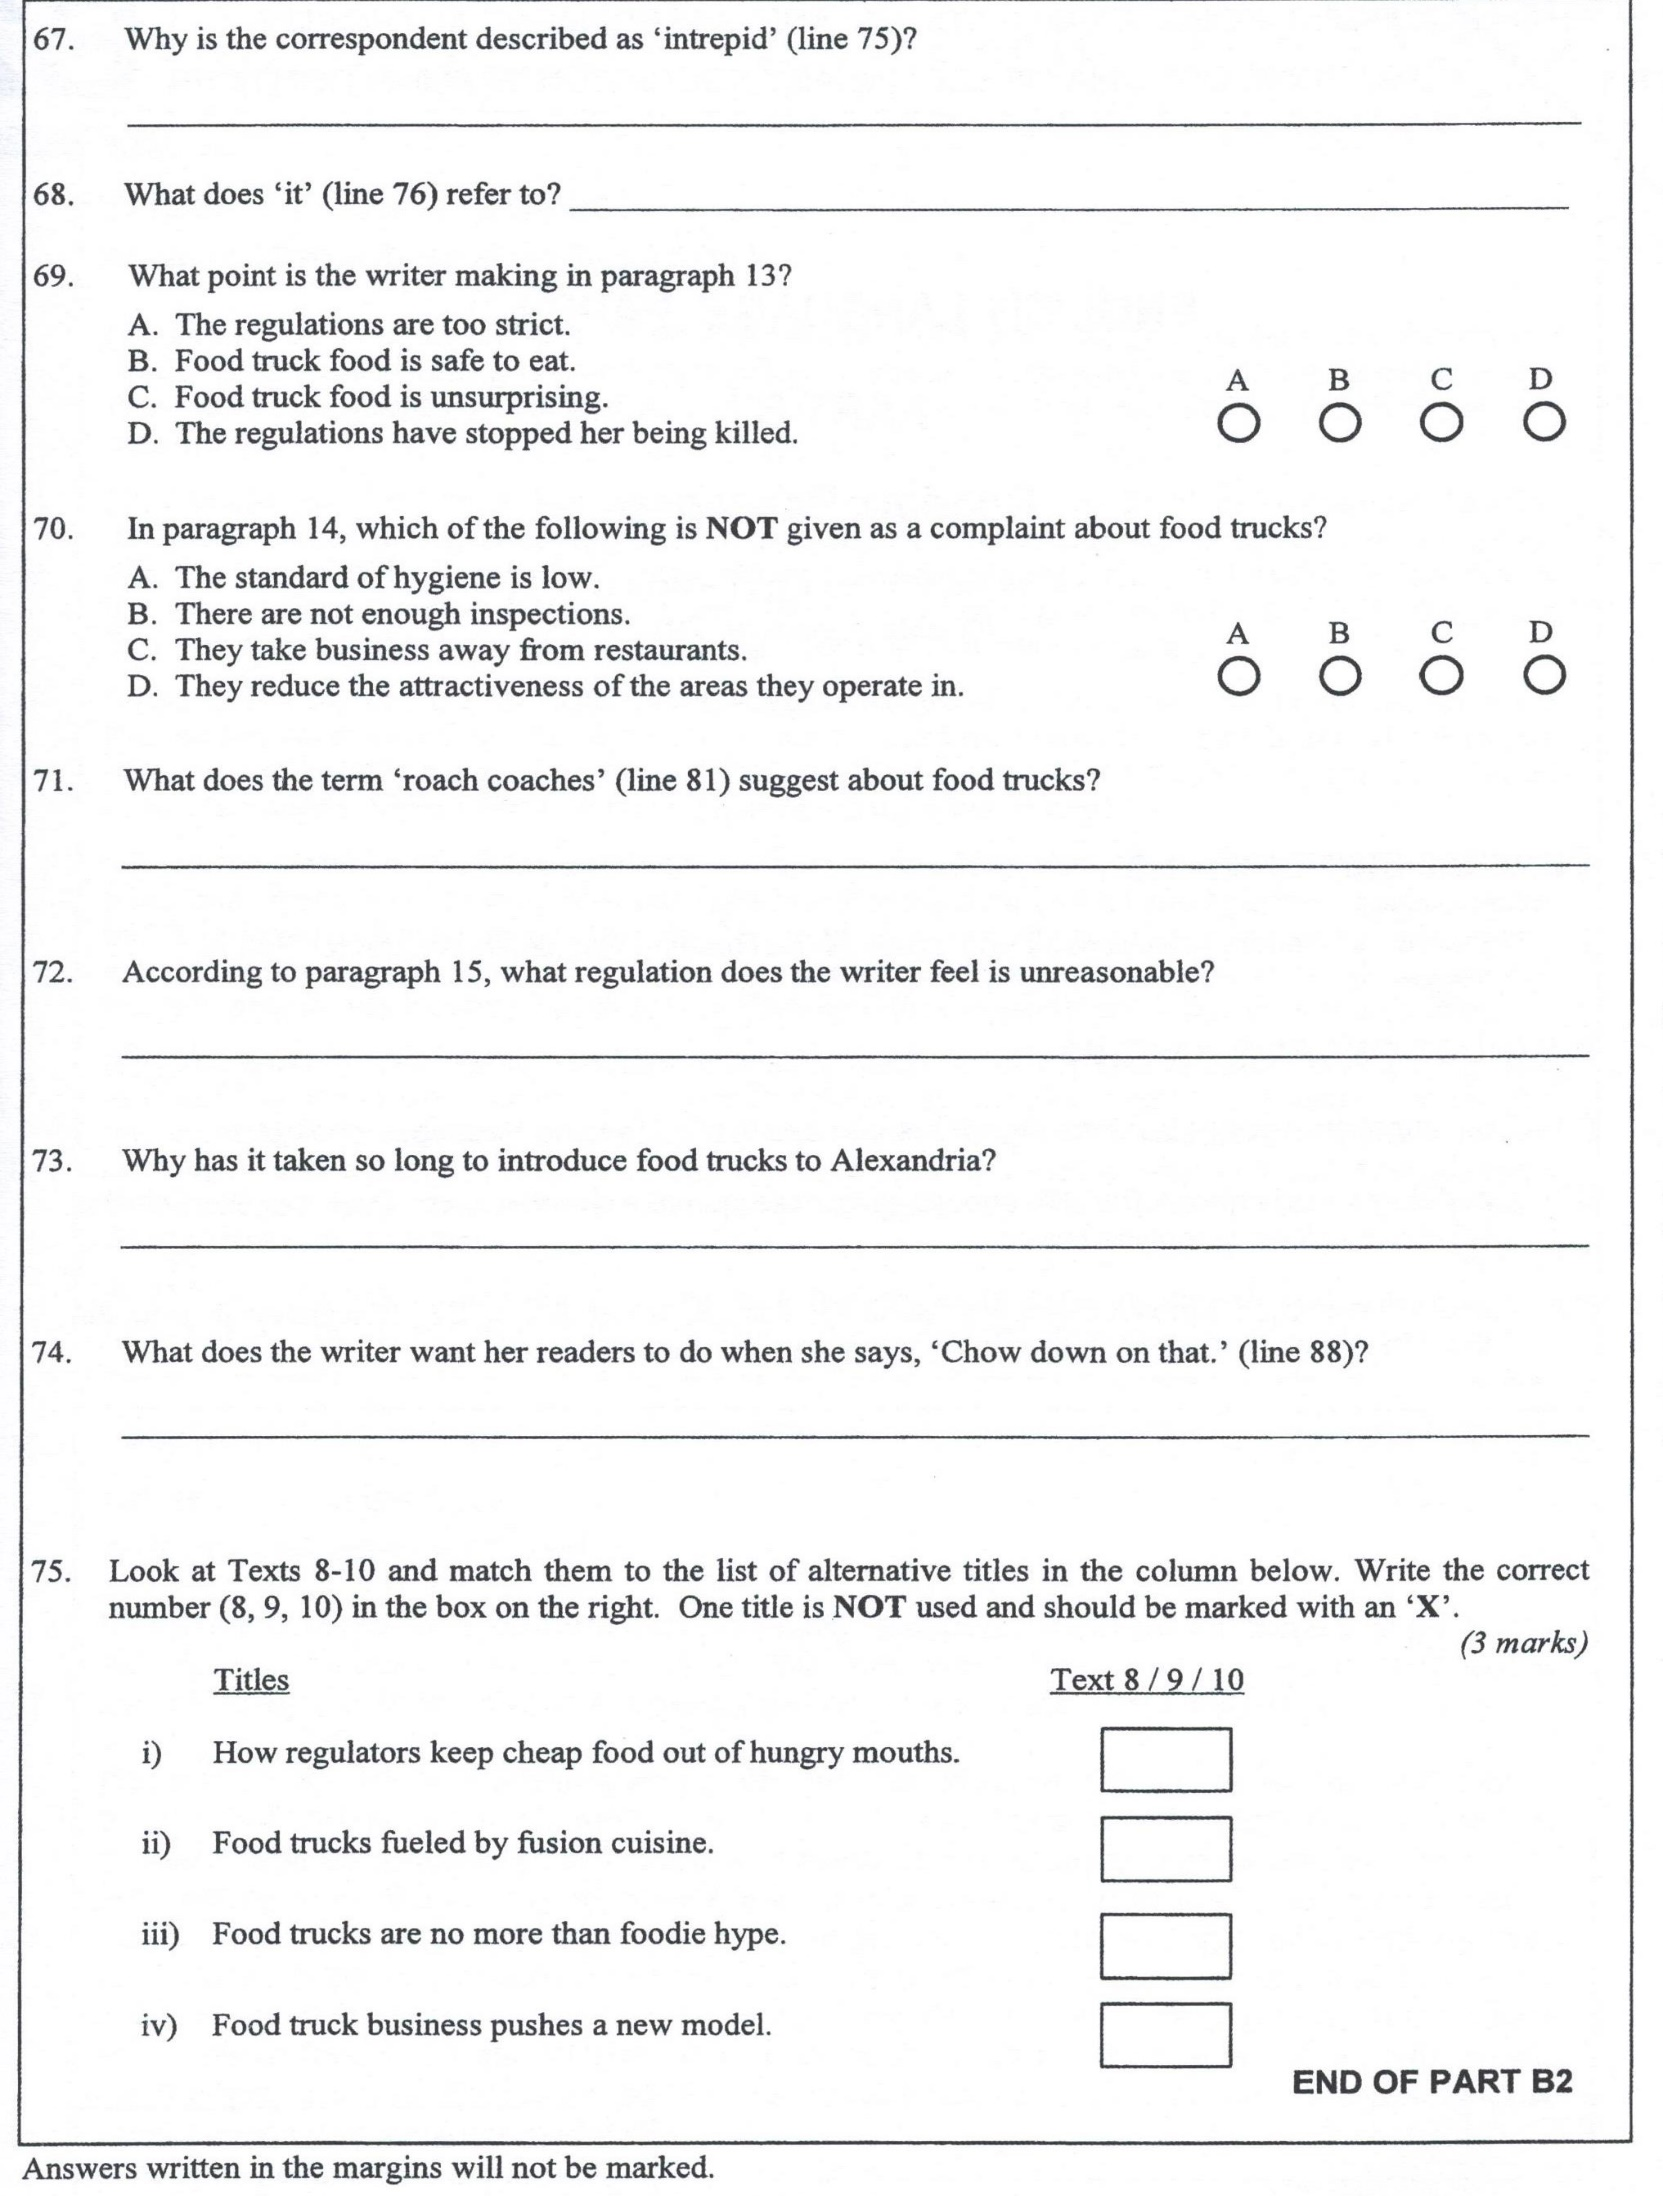 67. Why is the correspondent described as ‘intrepid’ (line 75)?
68. What does ‘it’ (line 76) refer to?
69. What point is the writer making in paragraph 13?
A. The regulations are too strict.
B. Food truck food is safe to eat.
C. Food truck food is unsurprising.
D. The regulations have stopped her being killed.
A B C D
70. In paragraph 14, which of the following is NOT given as a complaint about food trucks?
A. The standard of hygiene is low.
B. There are not enough inspections.
C. They take business away from restaurants.
D. They reduce the attractiveness of the areas they operate in.
A B C D
71. What does the term ‘roach coaches’ (line 81) suggest about food trucks?
72. According to paragraph 15, what regulation does the writer feel is unreasonable?
73. Why has it taken so long to introduce food trucks to Alexandria?
74. What does the writer want her readers to do when she says, ‘Chow down on that.’ (line 88)?
75. Look at Texts 8-10 and match them to the list of alternative titles in the column below. Write the correct
number (8, 9, 10) in the box on the right. One title is NOT used and should be marked with an ‘X’.
(3 marks)
Titles Text 8 / 9 / 10
i) How regulators keep cheap food out of hungry mouths.
ii) Food trucks fueled by fusion cuisine.
iii) Food trucks are no more than foodie hype.
iv) Food truck business pushes a new model.
END OF PART B2
Answers written in the margins will not be marked.